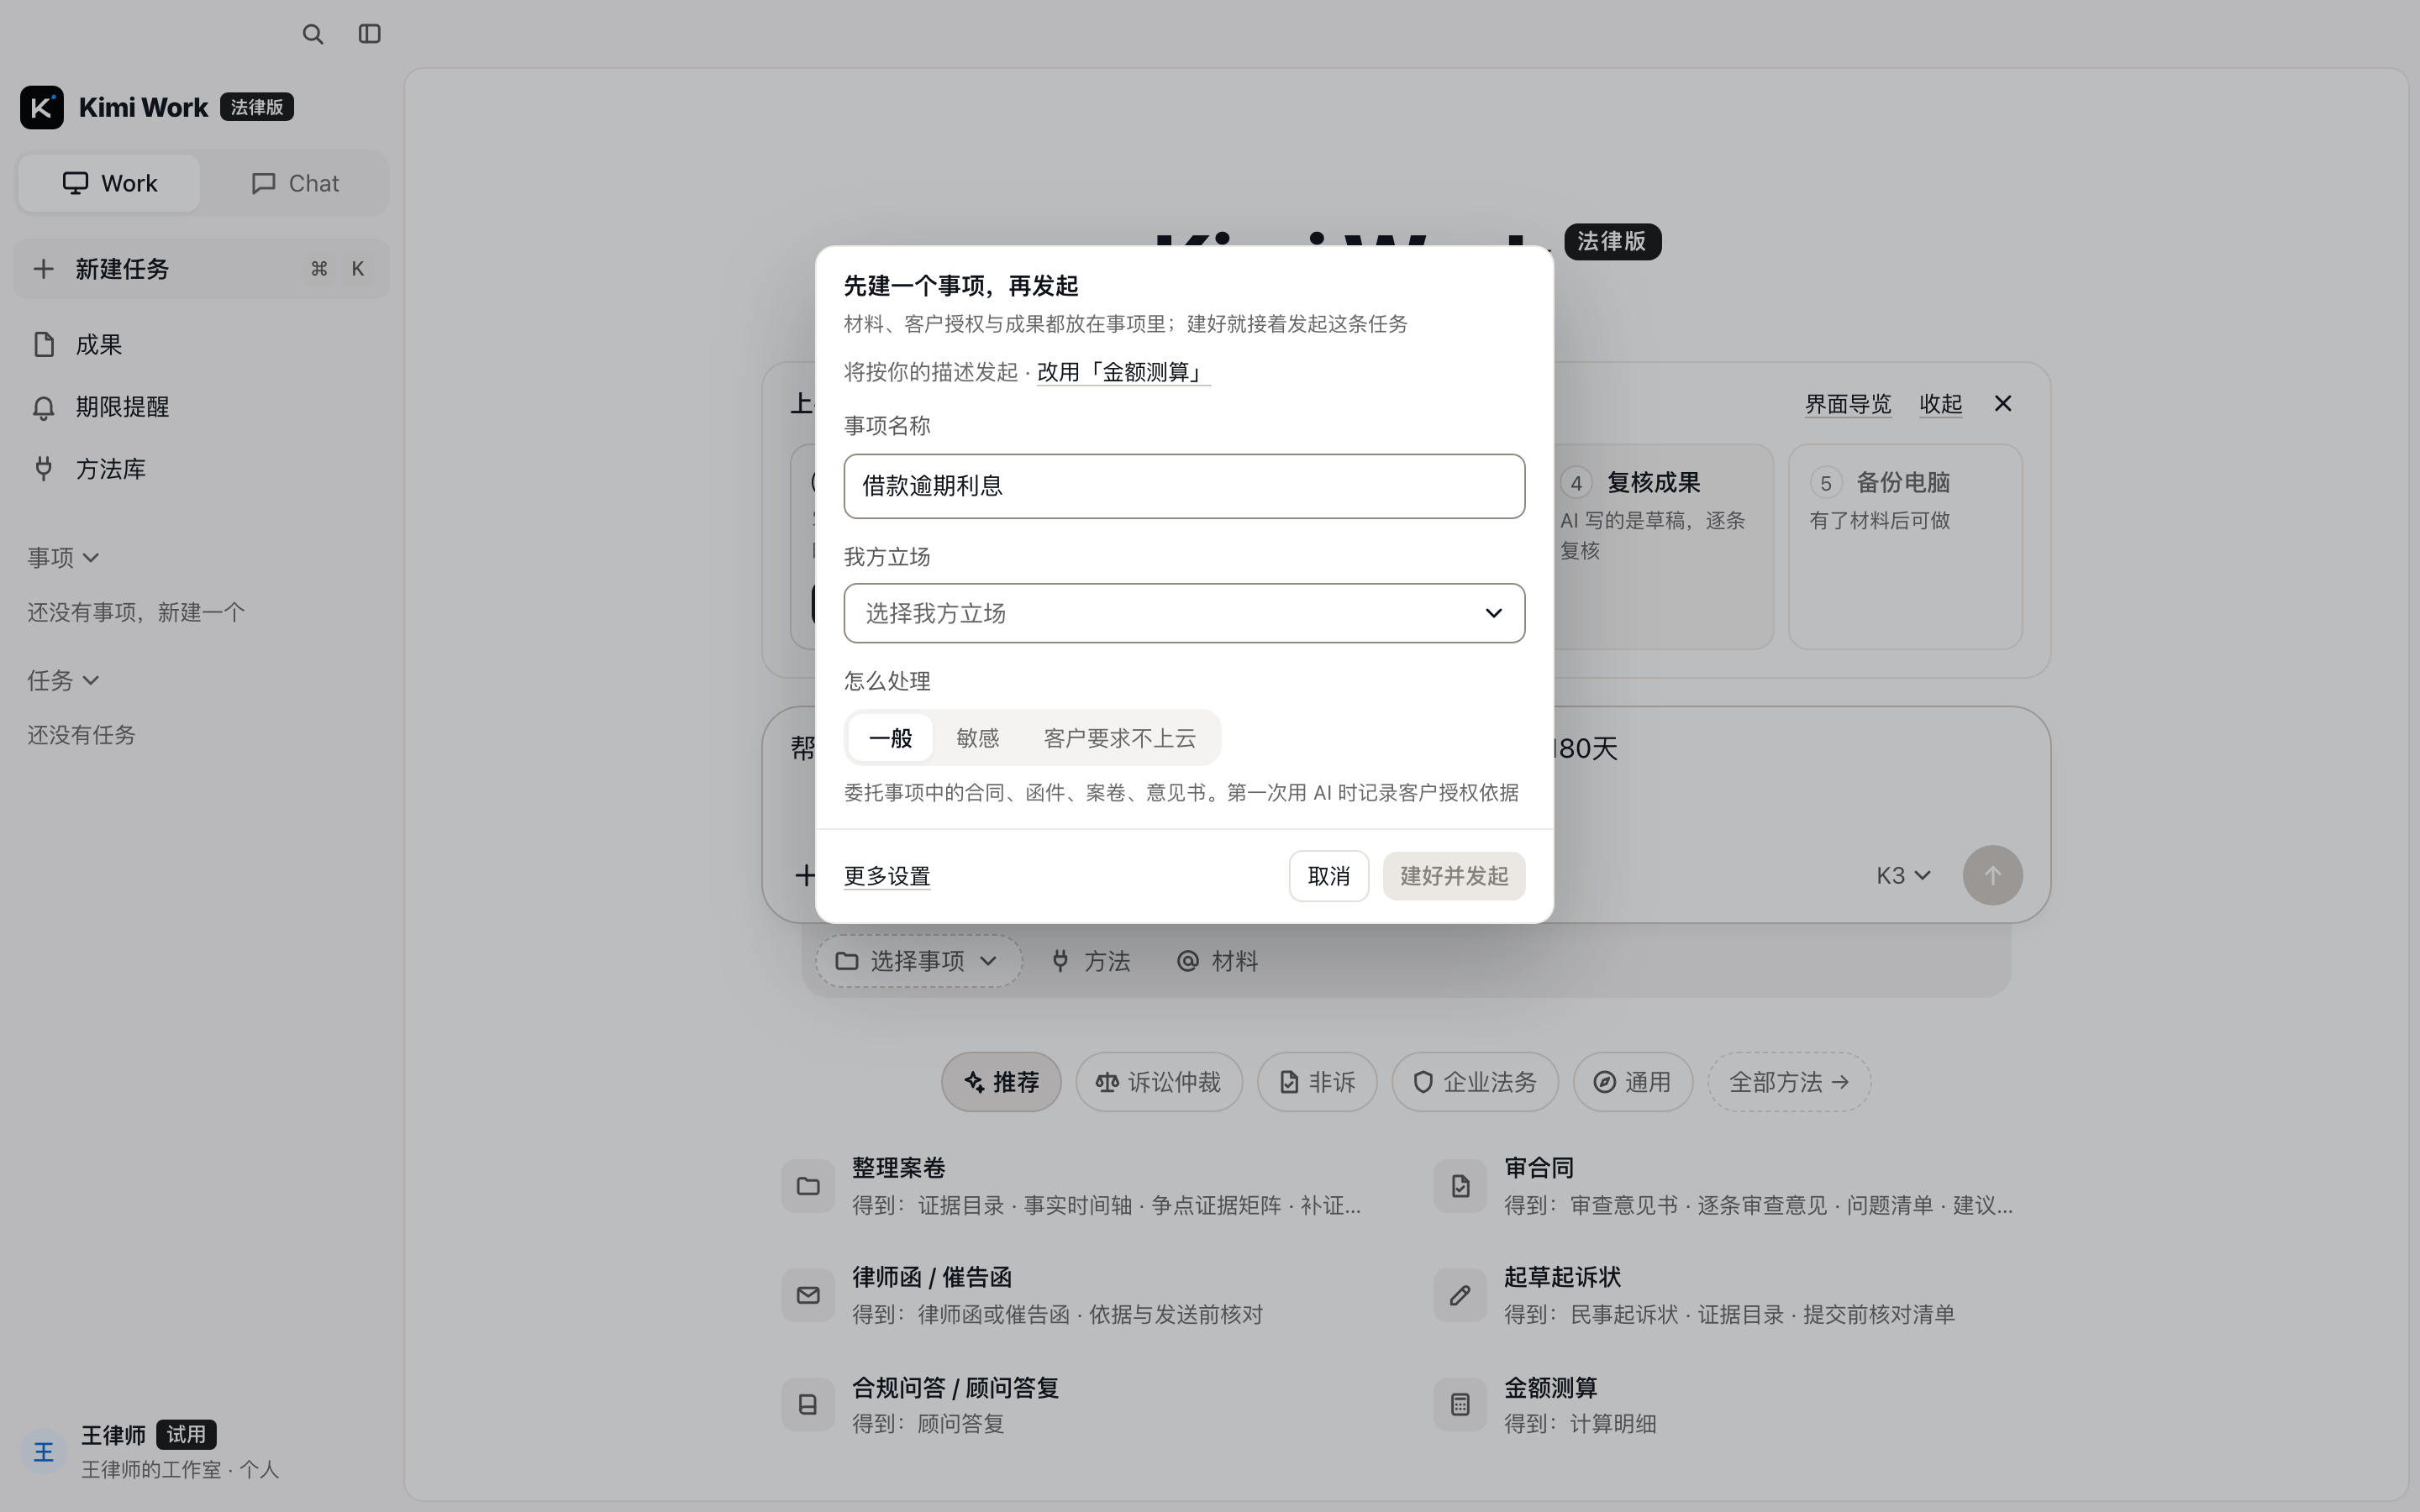 Kimi Work 法律版
Work Chat
新建任务 ⌘ K
成果
期限提醒
方法库
事项
还没有事项，新建一个
任务
还没有任务
王 王律师 试用
王律师的工作室 · 个人
法律版
界面导览 收起
4 复核成果
AI 写的是草稿，逐条
复核
5 备份电脑
有了材料后可做
先建一个事项，再发起
材料、客户授权与成果都放在事项里；建好就接着发起这条任务
将按你的描述发起 · 改用「金额测算」
事项名称
借款逾期利息
我方立场
选择我方立场
怎么处理
一般 敏感 客户要求不上云
委托事项中的合同、函件、案卷、意见书。第一次用 AI 时记录客户授权依据
更多设置 取消 建好并发起
帮 80天
K3
选择事项 方法 材料
推荐 诉讼仲裁 非诉 企业法务 通用 全部方法 →
整理案卷
得到：证据目录 · 事实时间轴 · 争点证据矩阵 · 补证...
审合同
得到：审查意见书 · 逐条审查意见 · 问题清单 · 建议...
律师函 / 催告函
得到：律师函或催告函 · 依据与发送前核对
起草起诉状
得到：民事起诉状 · 证据目录 · 提交前核对清单
合规问答 / 顾问答复
得到：顾问答复
金额测算
得到：计算明细